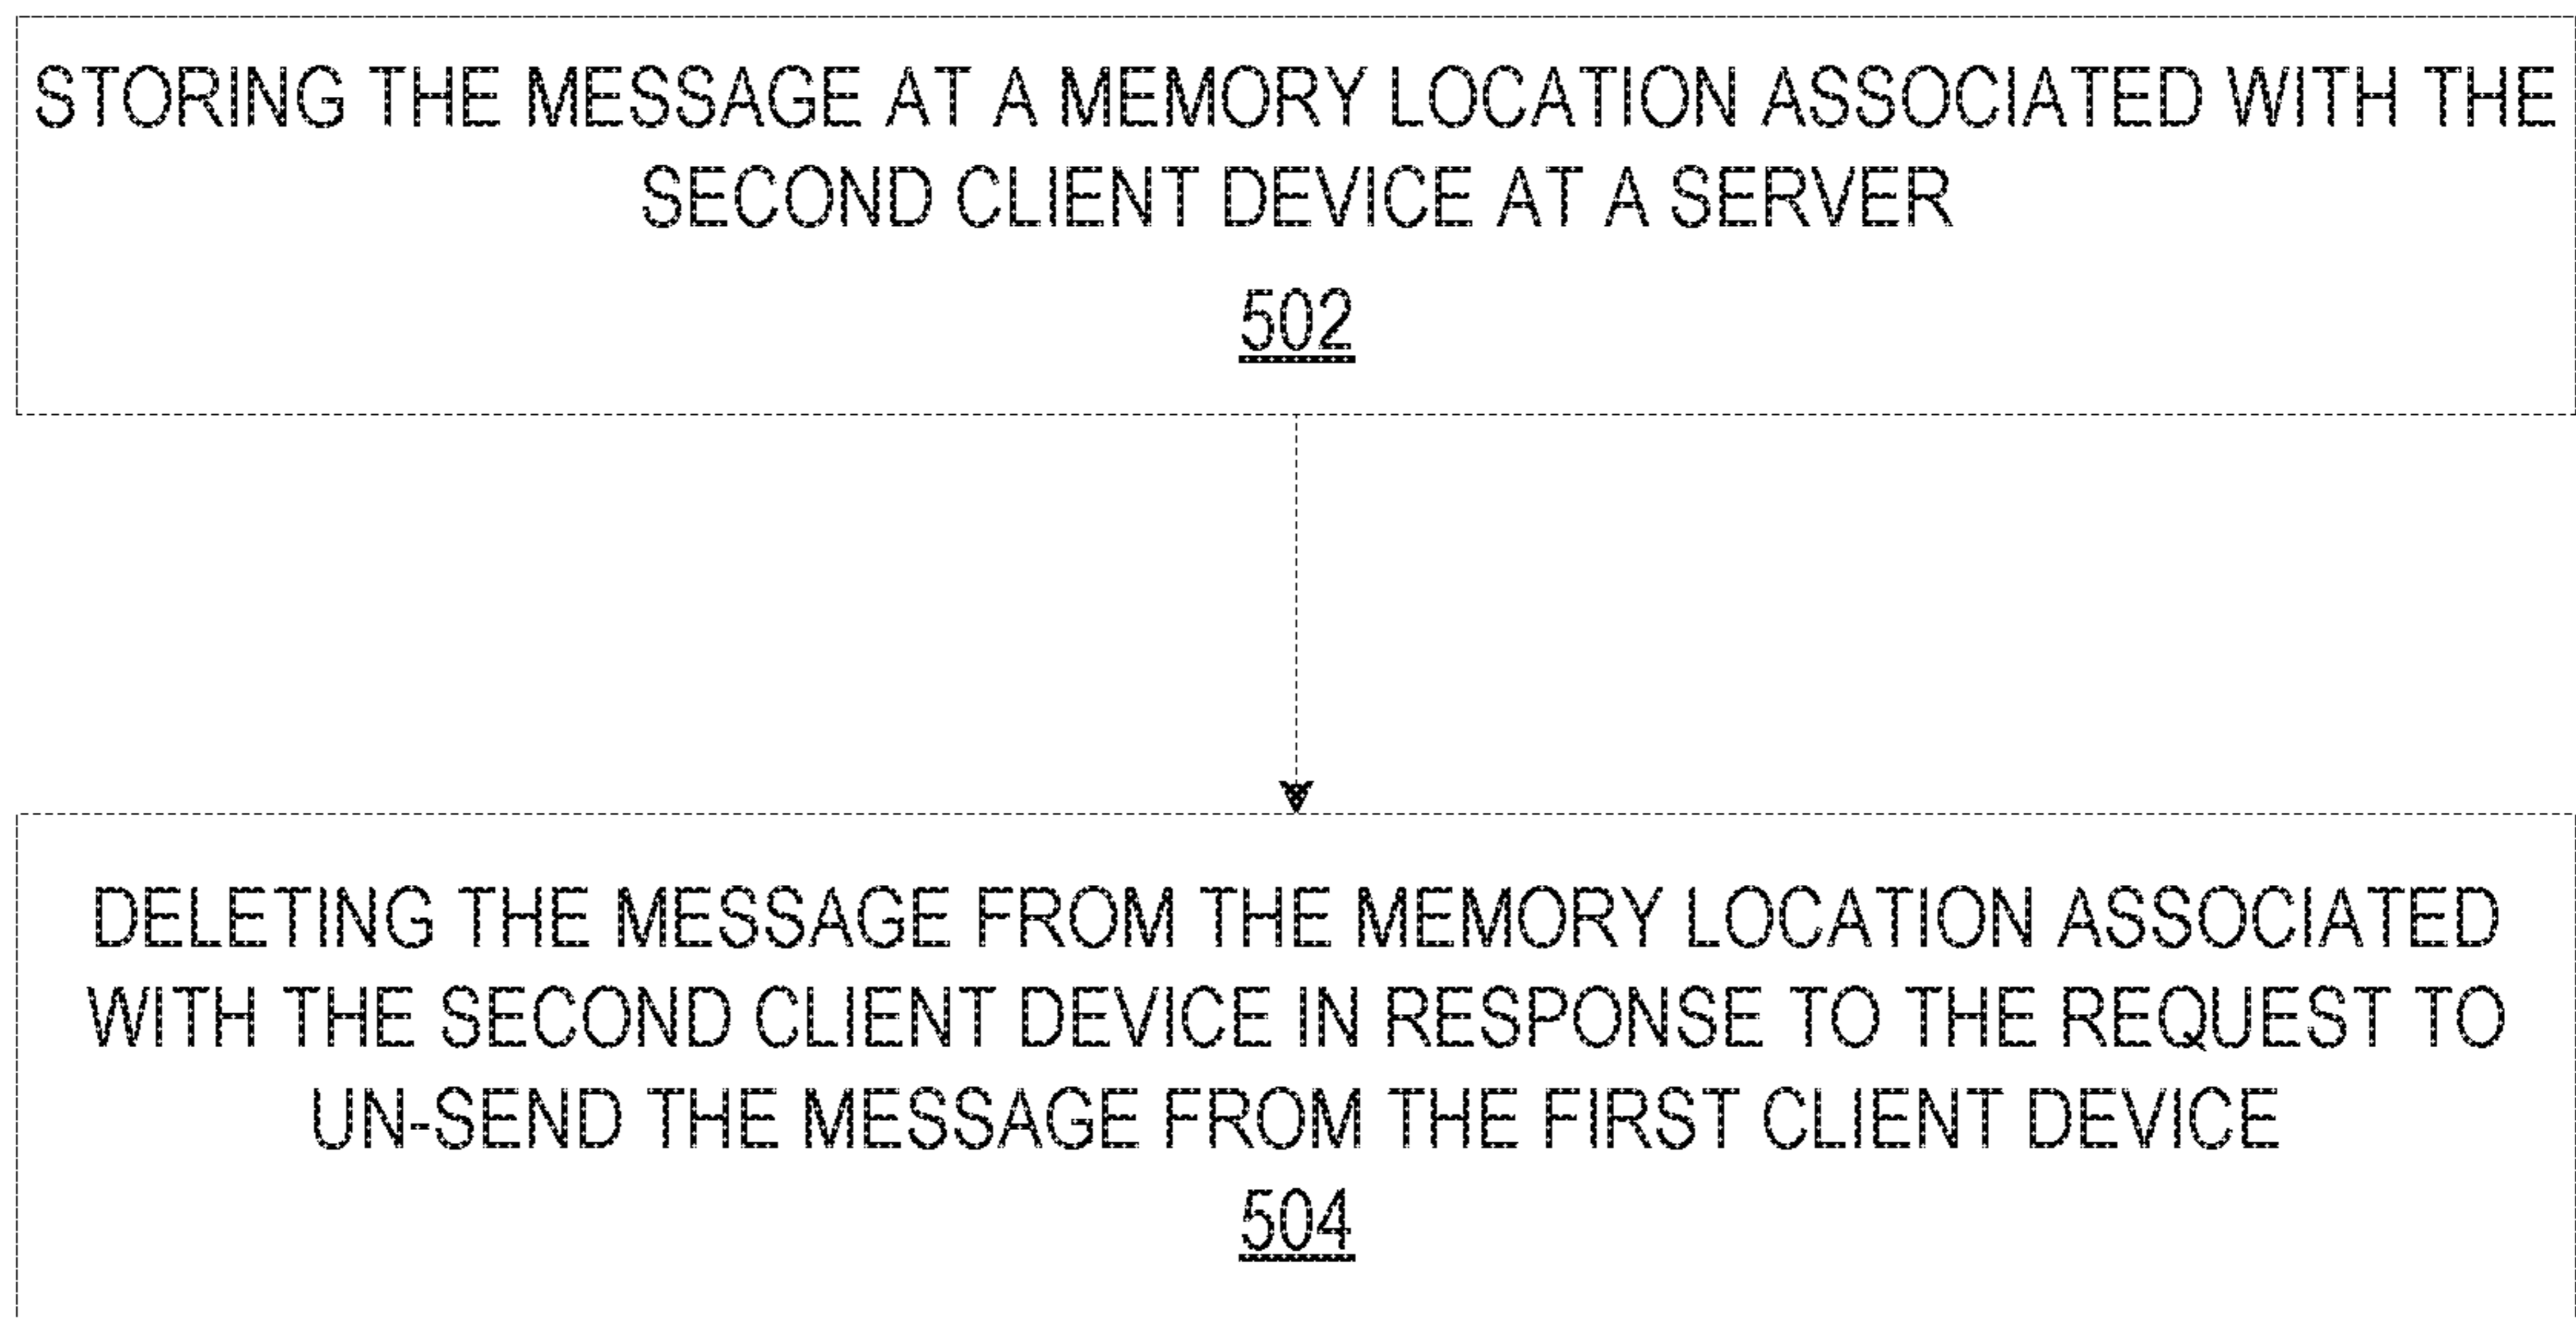 STORING THE MESSAGE AT A MEMORY LOCATION ASSOCIATED WITH THE
SECOND CLIENT DEVICE AT A SERVER
502
DELETING THE MESSAGE FROM THE MEMORY LOCATION ASSOCIATED
WITH THE SECOND CLIENT DEVICE IN RESPONSE TO THE REQUEST TO
UN-SEND THE MESSAGE FROM THE FIRST CLIENT DEVICE
504